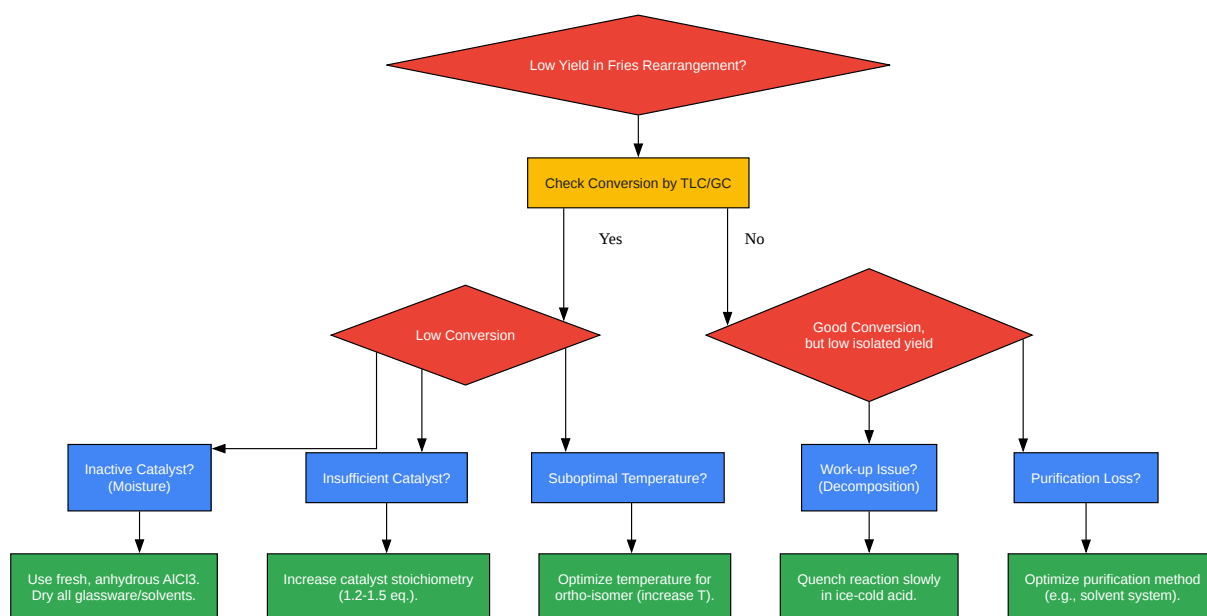 Low Yield in Fries Rearrangement?
Check Conversion by TLC/GC
Yes
No
Low Conversion
Good Conversion,
but low isolated yield
Inactive Catalyst?
(Moisture)
Insufficient Catalyst?
Suboptimal Temperature?
Work-up Issue?
(Decomposition)
Purification Loss?
Use fresh, anhydrous AlCl3.
Dry all glassware/solvents.
Increase catalyst stoichiometry
(1.2-1.5 eq.).
Optimize temperature for
ortho-isomer (increase T).
Quench reaction slowly
in ice-cold acid.
Optimize purification method
(e.g., solvent system).